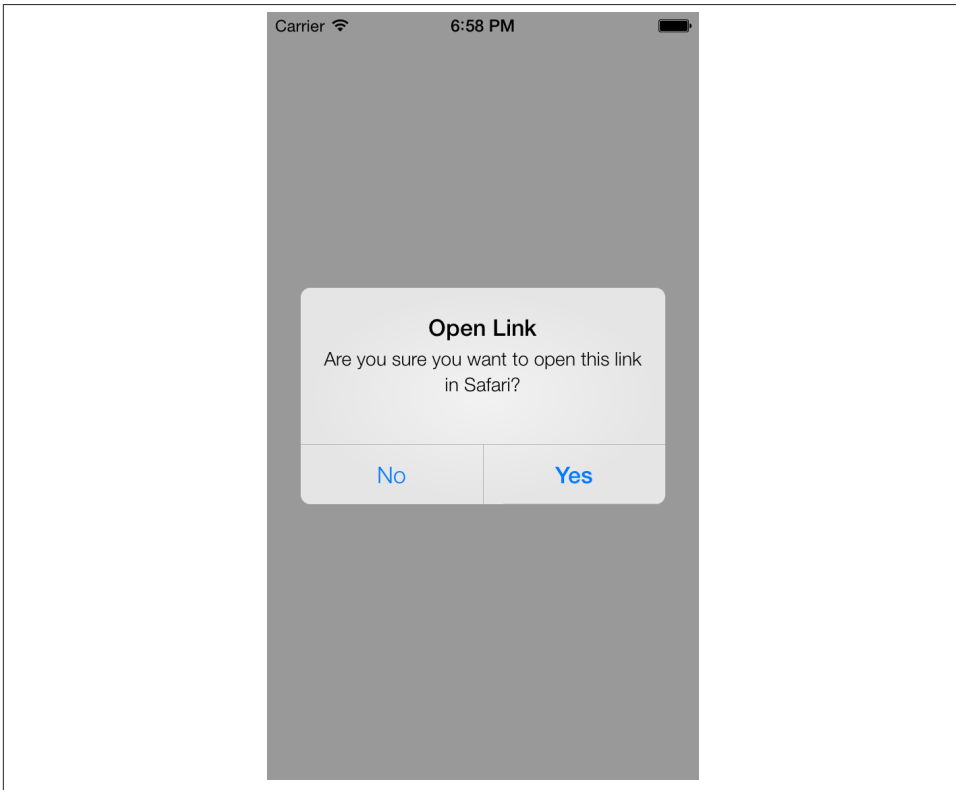 Carrier 6:58 PM
Open Link
Are you sure you want to open this link
in Safari?
No Yes